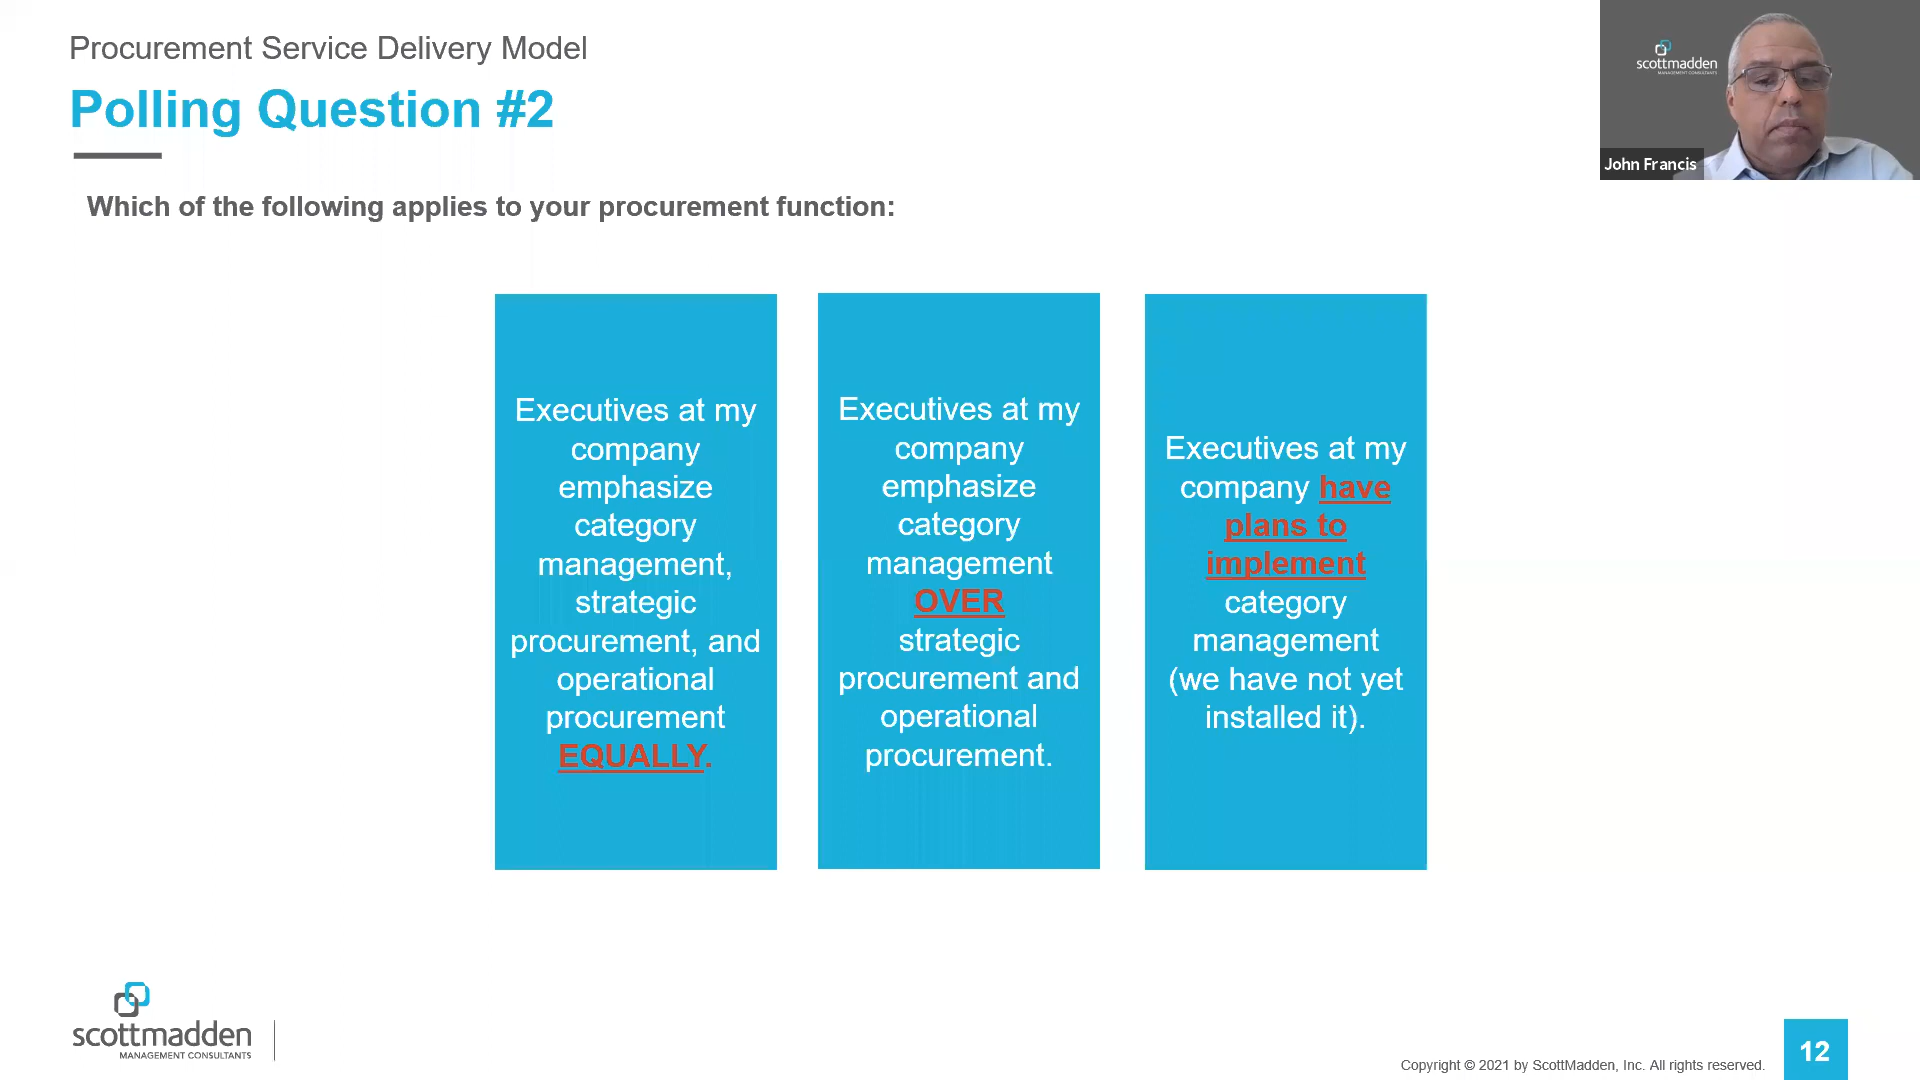 Procurement Service Delivery Model
Polling Question #2
Which of the following applies to your procurement function:
scottmadden
MANAGEMENT CONSULTANTS
John Francis
Executives at my
company
emphasize
category
management,
strategic
procurement, and
operational
procurement
EQUALLY.
Executives at my
company
emphasize
category
management
OVER
strategic
procurement and
operational
procurement.
Executives at my
company have
plans to
implement
category
management
(we have not yet
installed it).
scottmadden
MANAGEMENT CONSULTANTS
Copyright © 2021 by ScottMadden, Inc. All rights reserved.
12